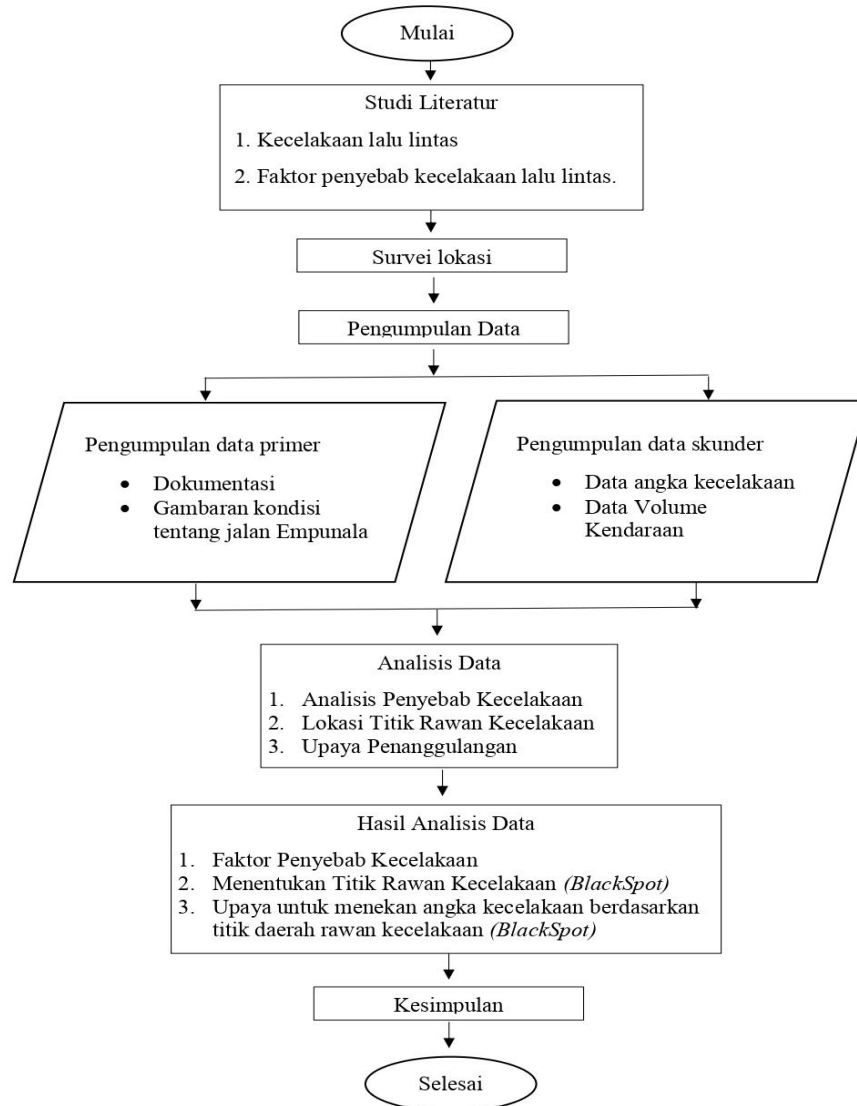 Mulai
Studi Literatur
1. Kecelakaan lalu lintas
2. Faktor penyebab kecelakaan lalu lintas.
Survei lokasi
Pengumpulan Data
Pengumpulan data primer
• Dokumentasi
• Gambaran kondisi
tentang jalan Empunala
Pengumpulan data skunder
• Data angka kecelakaan
• Data Volume
Kendaraan
Analisis Data
1. Analisis Penyebab Kecelakaan
2. Lokasi Titik Rawan Kecelakaan
3. Upaya Penanggulangan
Hasil Analisis Data
1. Faktor Penyebab Kecelakaan
2. Menentukan Titik Rawan Kecelakaan (BlackSpot)
3. Upaya untuk menekan angka kecelakaan berdasarkan
titik daerah rawan kecelakaan (BlackSpot)
Kesimpulan
Selesai